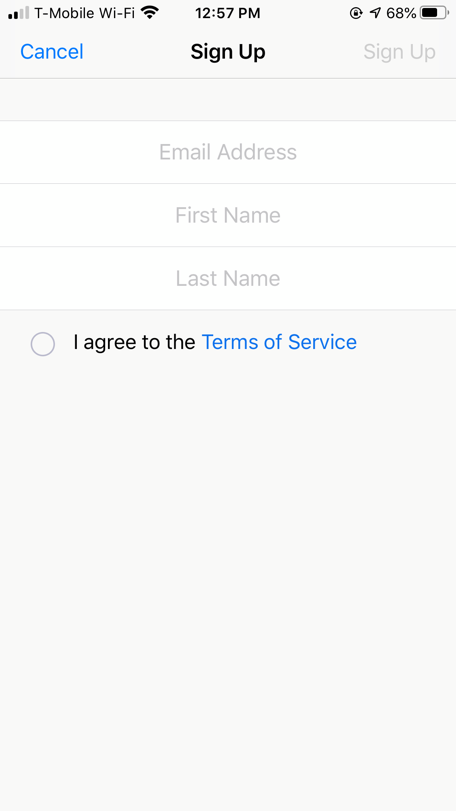 T-Mobile Wi-Fi 12:57 PM 68%
Cancel Sign Up Sign Up
Email Address
First Name
Last Name
I agree to the Terms of Service